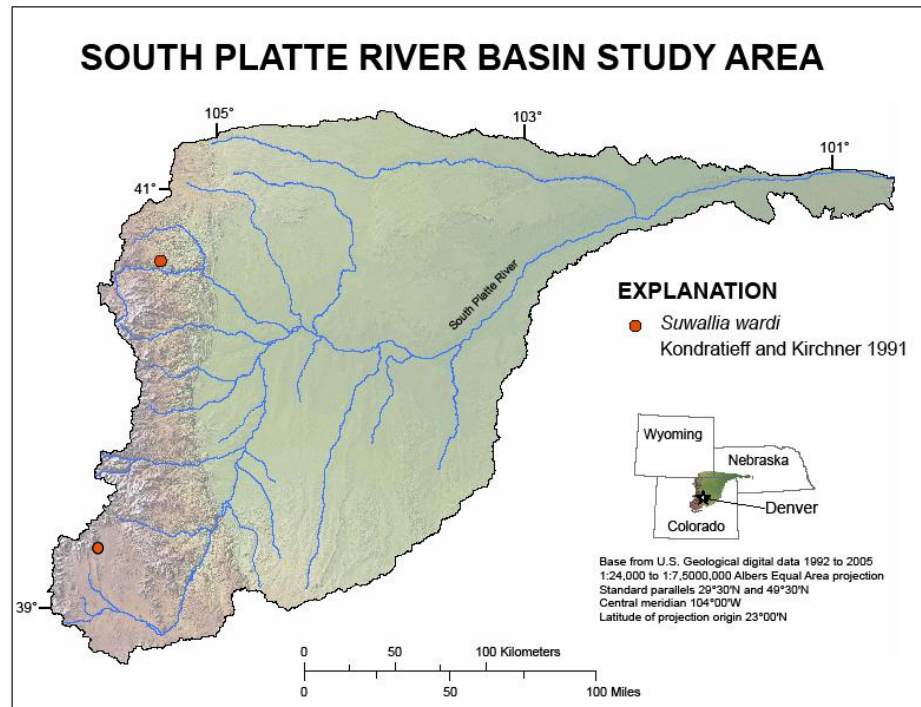 SOUTH PLATTE RIVER BASIN STUDY AREA
105°
103°
101°
41°
South Platte River
EXPLANATION
Suwallia wardi
Kondratieff and Kirchner 1991
Wyoming
Nebraska
Denver
Colorado
Base from U.S. Geological digital data 1992 to 2005
1:24,000 to 1:7,5000,000 Albers Equal Area projection
Standard parallels 29°30'N and 49°30'N
Central meridian 104°00'W
Latitude of projection origin 23°00'N
39°
0 50 100 Kilometers
0 50 100 Miles